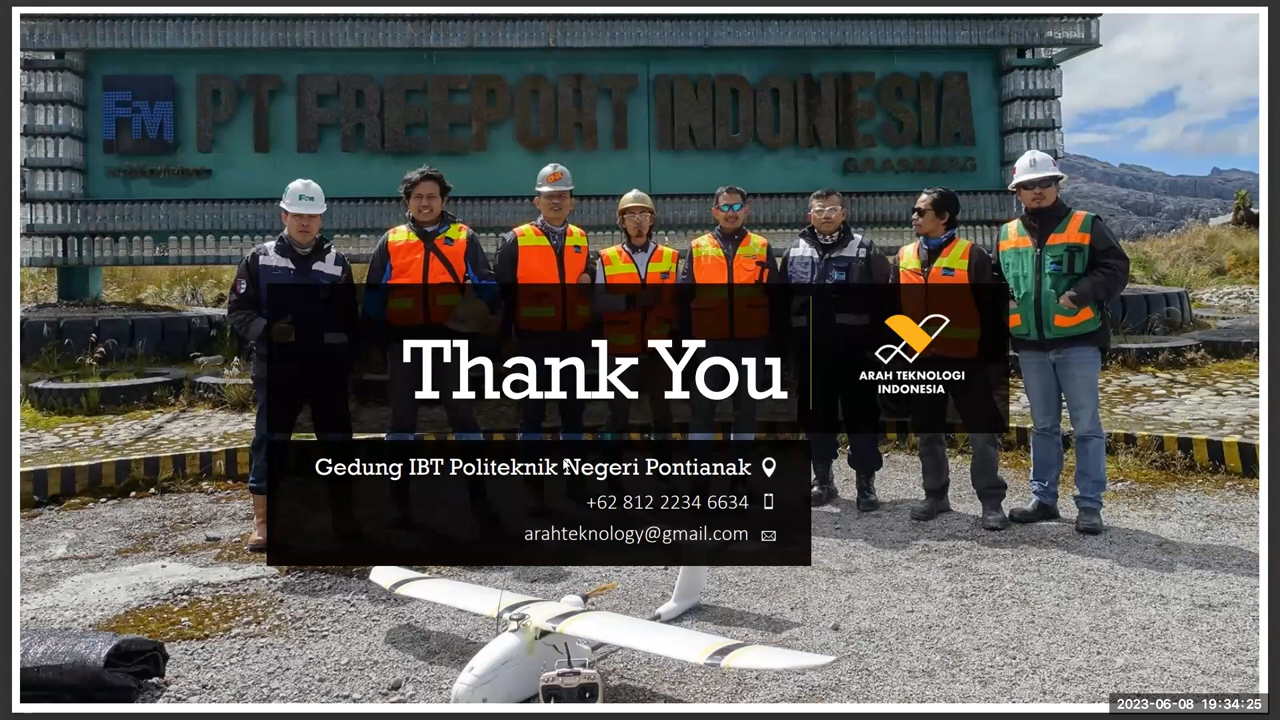 PT FREEPORT INDONESIA
GRASBERG
Thank You
ARAH TEKNOLOGI
INDONESIA
Gedung IBT Politeknik Negeri Pontianak
+62 812 2234 6634
arahteknology@gmail.com
2023-06-08 19:34:25